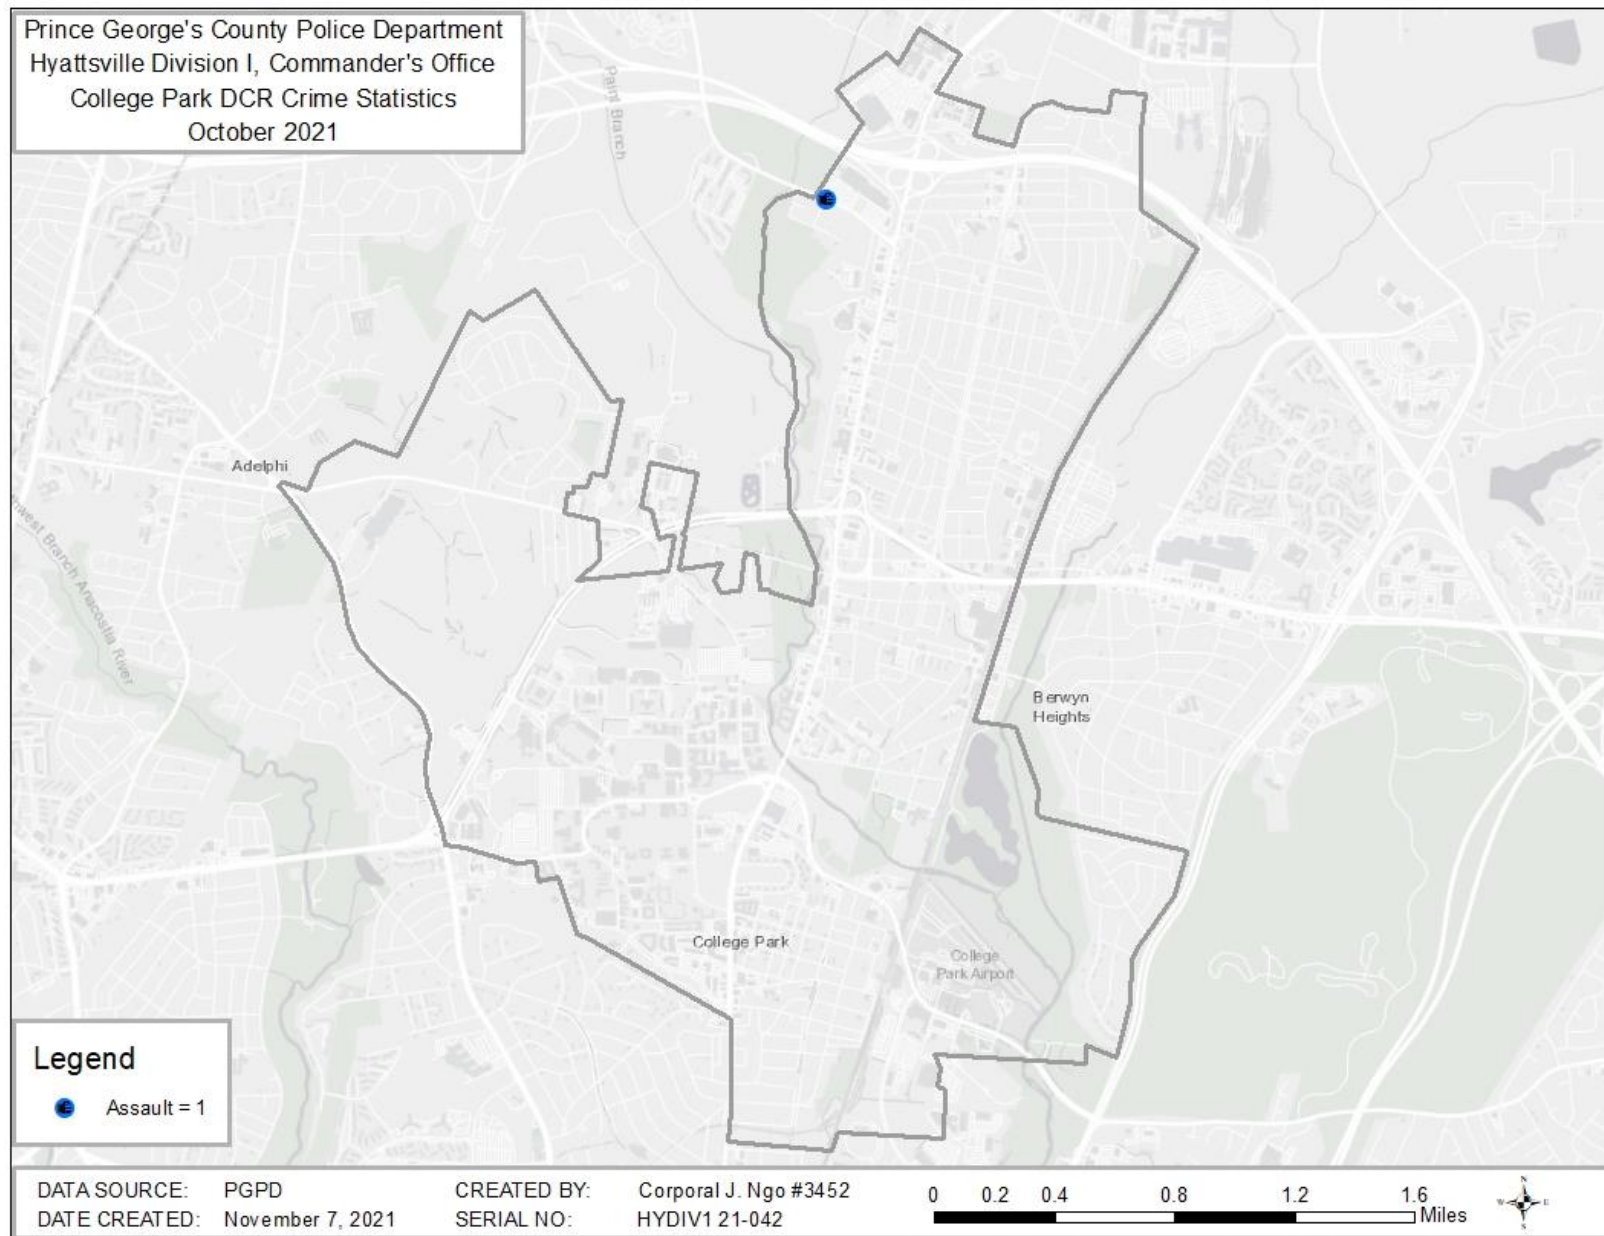 Prince George's County Police Department
Hyattsville Division I, Commander's Office
College Park DCR Crime Statistics
October 2021
Paint Branch
Adelphi
Branch Anacostia River
Berwyn
Heights
College Park
College
Park Airport
Legend
Assault = 1
DATA SOURCE: PGPD CREATED BY: Corporal J. Ngo #3452
DATE CREATED: November 7, 2021 SERIAL NO: HYDIV1 21-042
0 0.2 0.4 0.8 1.2 1.6
Miles
N
W E
S